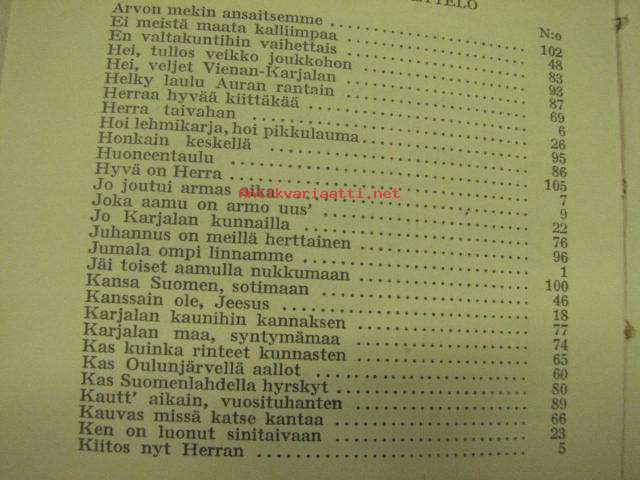 ETTELO
N:o
Arvon mekin ansaitsemme 102
Ei meistä maata kalliimpaa 48
En valtakuntihin vaihettais 83
Hei, tullos veikko joukkohon 93
Hei, veljet Vienan-Karjalan 87
Helky laulu Auran rantain 69
Herraa hyvää kiittäkää 6
Herra taivahan 26
Hoi lehmikarja, hoi pikkulauma 95
Honkain keskellä 86
Huoneentaulu 105
Hyvä on Herra 7
Jo joutui armas aika 9
Antikvariaatti.net
Joka aamu on armo uus' 22
Jo Karjalan kunnailla 76
Juhannus on meillä herttainen 96
Jumala ompi linnamme 1
Jäi toiset aamulla nukkumaan 100
Kansa Suomen, sotimaan 46
Kanssain ole, Jeesus 18
Karjalan kaunihin kannaksen 77
Karjalan maa, syntymämaa 74
Kas kuinka rinteet kunnasten 65
Kas Oulunjärvellä aallot 60
Kas Suomenlahdella hyrskyt 80
Kautt' aikain, vuosituhanten 89
Kauvas missä katse kantaa 66
Ken on luonut sinitaivaan 23
Kiitos nyt Herran 5